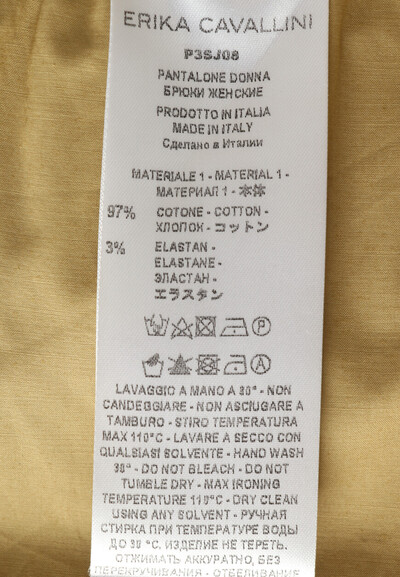 ERIKA CAVALLINI
P3SJ08
PANTALONE DONNA
БРЮКИ ЖЕНСКИЕ
PRODOTTO IN ITALIA
MADE IN ITALY
Сделано в Италии
MATERIALE 1 - MATERIAL 1 -
МАТЕРИАЛ 1 - 本体
97% COTONE - COTTON -
ХЛОПОК - コットン
3% ELASTAN -
ELASTANE -
ЭЛАСТАН -
エラスタン
P
A
LAVAGGIO A MANO A 30° - NON
CANDEGGIARE - NON ASCIUGARE A
TAMBURO - STIRO TEMPERATURA
MAX 110°C - LAVARE A SECCO CON
QUALSIASI SOLVENTE - HAND WASH
30° - DO NOT BLEACH - DO NOT
TUMBLE DRY - MAX IRONING
TEMPERATURE 110°C - DRY CLEAN
USING ANY SOLVENT - РУЧНАЯ
СТИРКА ПРИ ТЕМПЕРАТУРЕ ВОДЫ
ДО 30 °C. ИЗДЕЛИЕ НЕ ТЕРЕТЬ.
ОТЖИМАТЬ АККУРАТНО, БЕЗ
ПЕРЕКРУЧИВАНИЯ - ОТБЕЛИВАНИЕ